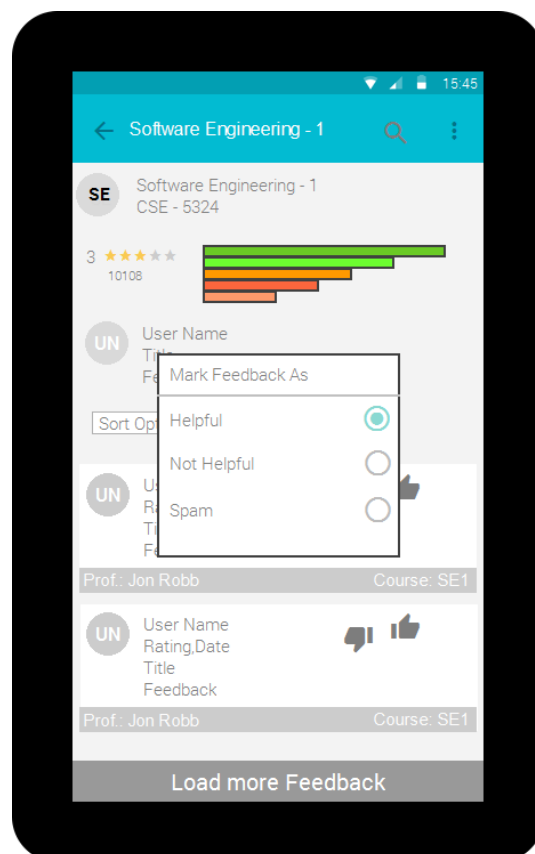 15:45
Software Engineering - 1
SE
Software Engineering - 1
CSE - 5324
3
10108
UN
User Name
Mark Feedback As
Sort Op
Helpful
Not Helpful
Spam
UN
Prof.: Jon Robb
Course: SE1
UN
User Name
Rating,Date
Title
Feedback
Prof.: Jon Robb
Course: SE1
Load more Feedback